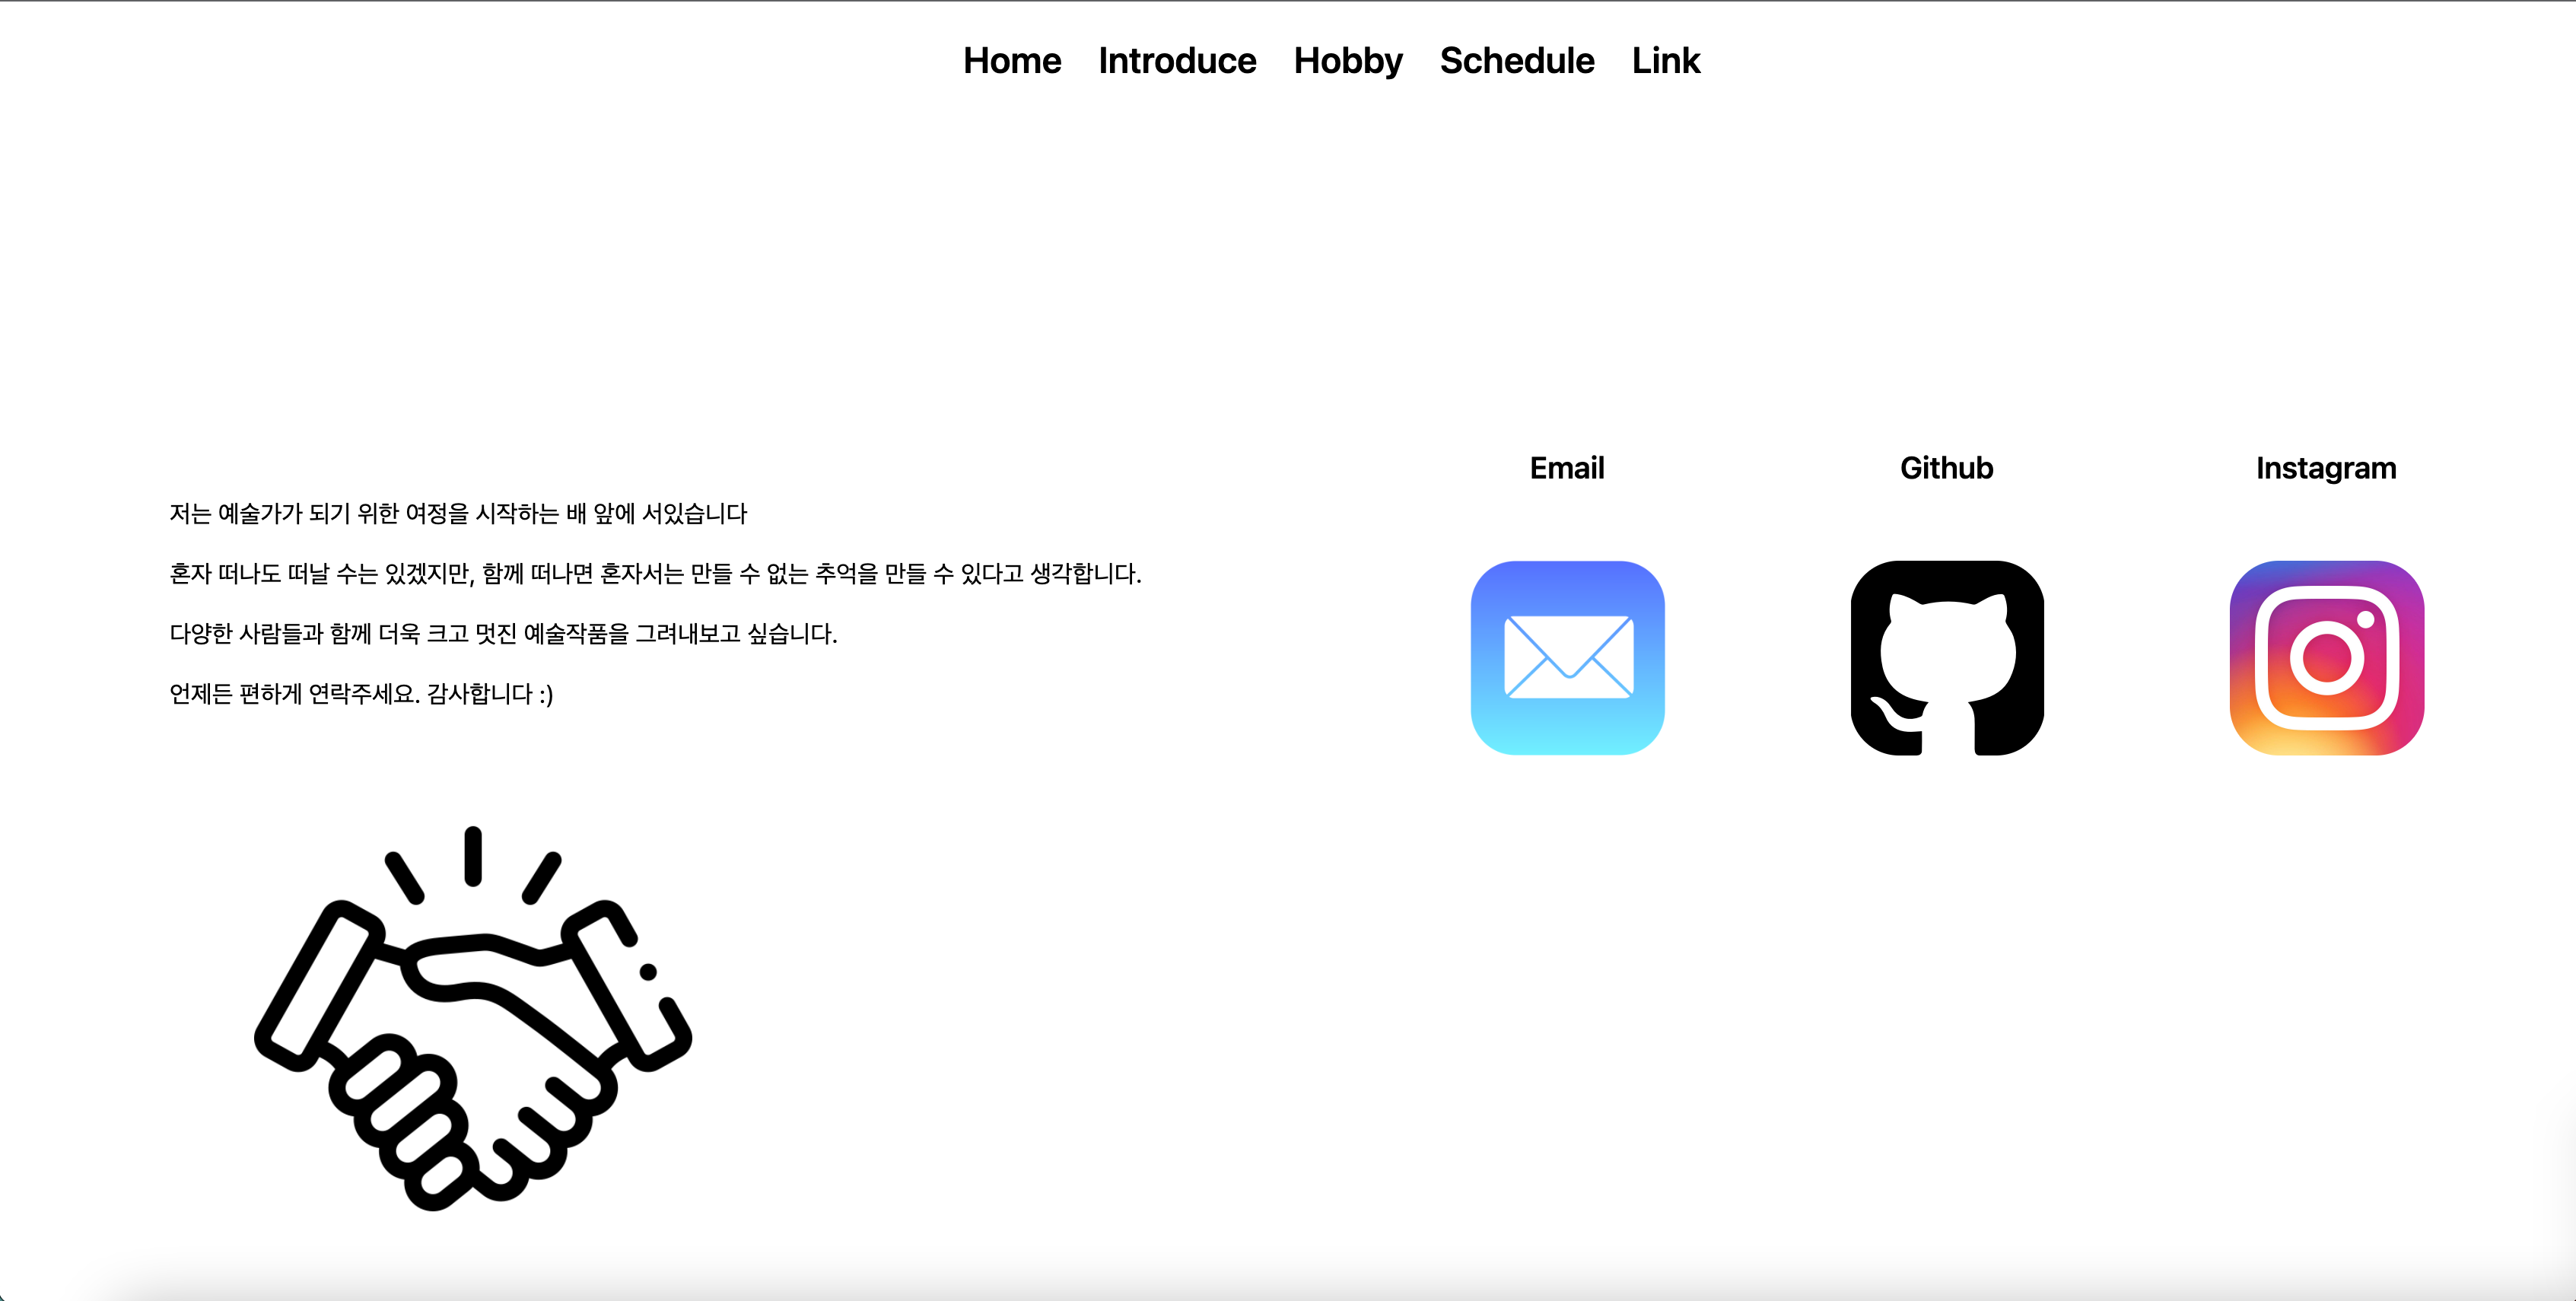 Home Introduce Hobby Schedule Link
저는 예술가가 되기 위한 여정을 시작하는 배 앞에 서있습니다
혼자 떠나도 떠날 수는 있겠지만, 함께 떠나면 혼자서는 만들 수 없는 추억을 만들 수 있다고 생각합니다.
다양한 사람들과 함께 더욱 크고 멋진 예술작품을 그려내보고 싶습니다.
언제든 편하게 연락주세요. 감사합니다 :)
Email Github Instagram